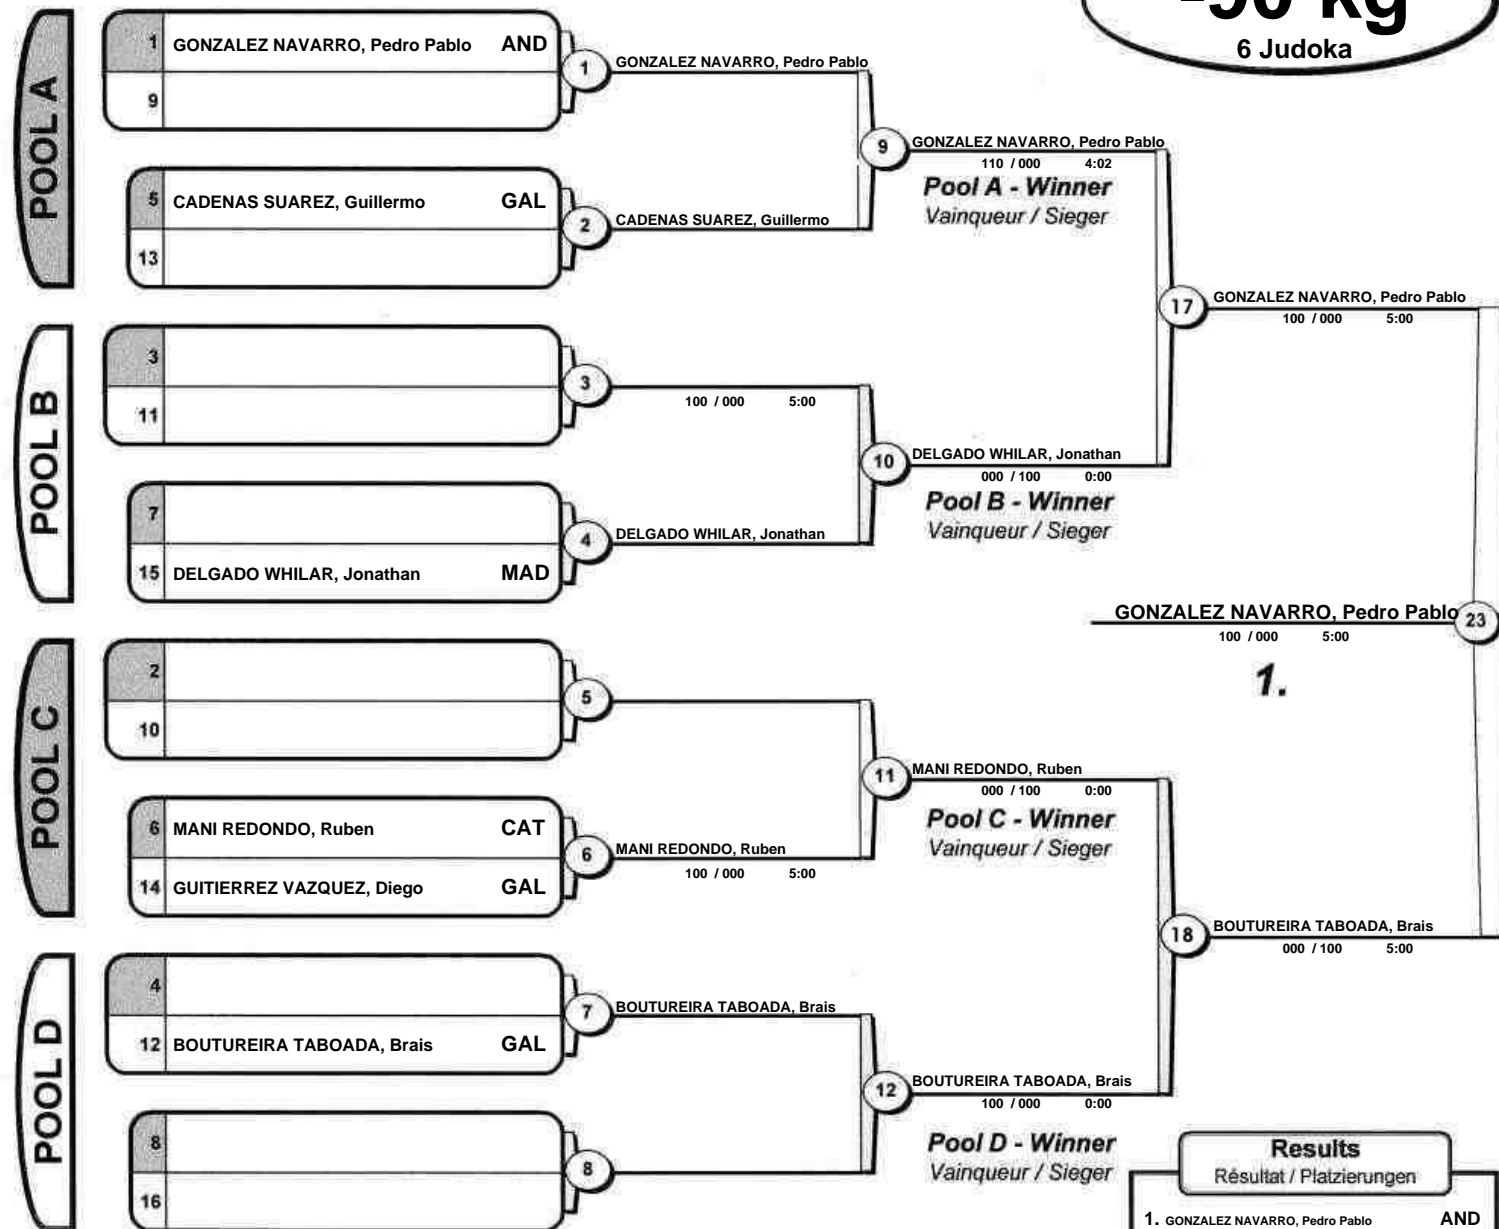 -90 kg
6 Judoka
POOL A
1 GONZALEZ NAVARRO, Pedro Pablo AND
9
1 GONZALEZ NAVARRO, Pedro Pablo
5 CADENAS SUAREZ, Guillermo GAL
13
2 CADENAS SUAREZ, Guillermo
9 GONZALEZ NAVARRO, Pedro Pablo
110 / 000 4:02
Pool A - Winner
Vainqueur / Sieger
POOL B
3
11
3
100 / 000 5:00
7
15 DELGADO WHILAR, Jonathan MAD
4 DELGADO WHILAR, Jonathan
10 DELGADO WHILAR, Jonathan
000 / 100 0:00
Pool B - Winner
Vainqueur / Sieger
17 GONZALEZ NAVARRO, Pedro Pablo
100 / 000 5:00
GONZALEZ NAVARRO, Pedro Pablo 23
100 / 000 5:00
1.
POOL C
2
10
5
6 MANI REDONDO, Ruben CAT
14 GUITIERREZ VAZQUEZ, Diego GAL
6 MANI REDONDO, Ruben
100 / 000 5:00
11 MANI REDONDO, Ruben
000 / 100 0:00
Pool C - Winner
Vainqueur / Sieger
POOL D
4
12 BOUTUREIRA TABOADA, Brais GAL
7 BOUTUREIRA TABOADA, Brais
8
16
8
12 BOUTUREIRA TABOADA, Brais
100 / 000 0:00
Pool D - Winner
Vainqueur / Sieger
18 BOUTUREIRA TABOADA, Brais
000 / 100 5:00
Results
Résultat / Platzierungen
1. GONZALEZ NAVARRO, Pedro Pablo AND